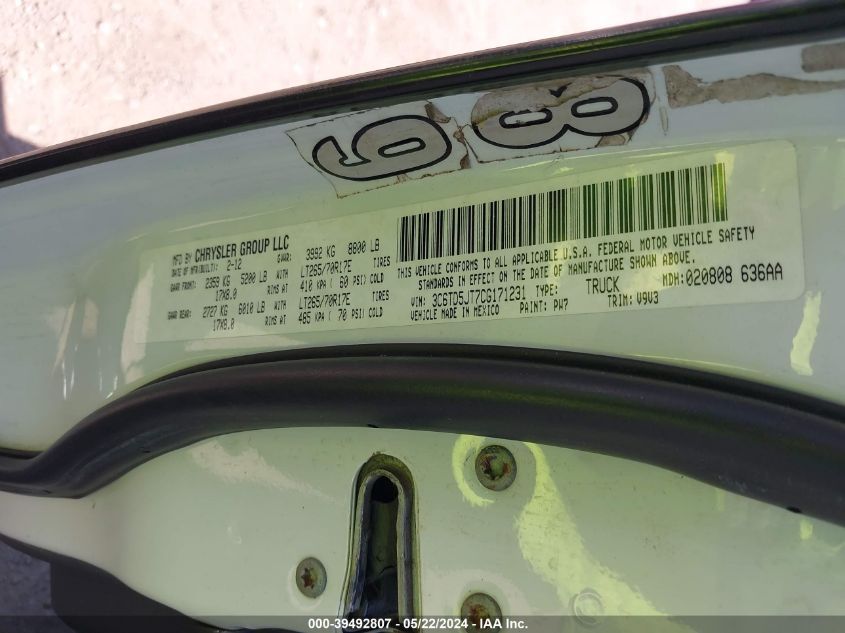 98
MFD BY CHRYSLER GROUP LLC
DATE OF MFR(BUILT): 2-12 GVWR: 3992 KG 8800 LB
GAWR FRONT: 2359 KG 5200 LB WITH LT265/70R17E TIRES
17X8.0 RIMS AT 410 KPA ( 60 PSI) COLD
GAWR REAR: 2727 KG 6010 LB WITH LT265/70R17E TIRES
17X8.0 RIMS AT 485 KPA ( 70 PSI) COLD
THIS VEHICLE CONFORMS TO ALL APPLICABLE U.S.A. FEDERAL MOTOR VEHICLE SAFETY
STANDARDS IN EFFECT ON THE DATE OF MANUFACTURE SHOWN ABOVE.
VIN: 3C6TD5JT7CG171231 TYPE: TRUCK MDH: 020808 636AA
VEHICLE MADE IN MEXICO PAINT: PW7 TRIM: V9V3
000-39492807 - 05/22/2024 - IAA Inc.